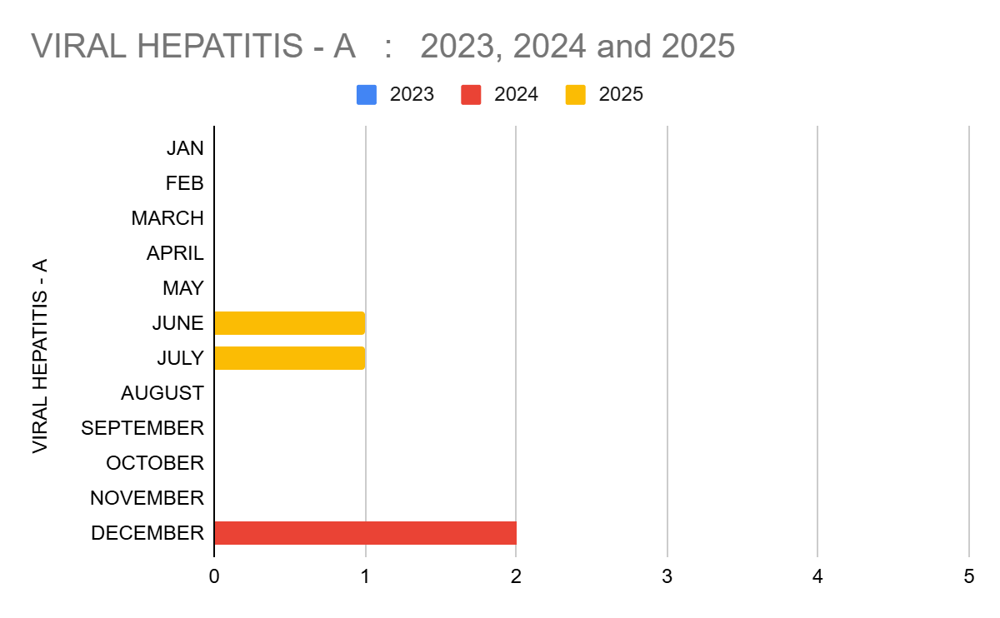 VIRAL HEPATITIS - A : 2023, 2024 and 2025
2023 2024 2025
VIRAL HEPATITIS - A
JAN
FEB
MARCH
APRIL
MAY
JUNE
JULY
AUGUST
SEPTEMBER
OCTOBER
NOVEMBER
DECEMBER
0 1 2 3 4 5